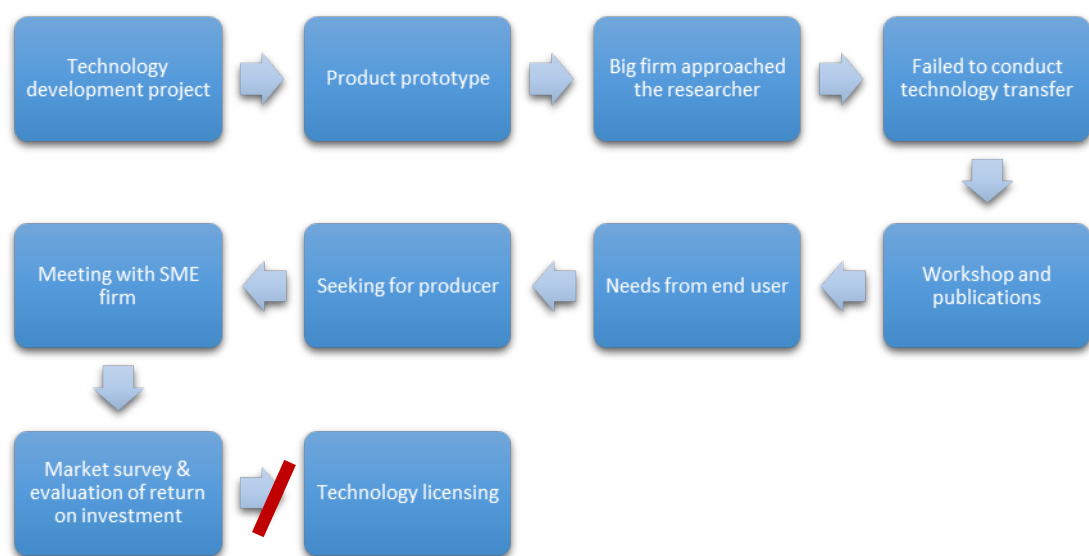 Technology
development project
Product prototype
Big firm approached
the researcher
Failed to conduct
technology transfer
Workshop and
publications
Needs from end user
Seeking for producer
Meeting with SME
firm
Market survey &
evaluation of return
on investment
Technology licensing